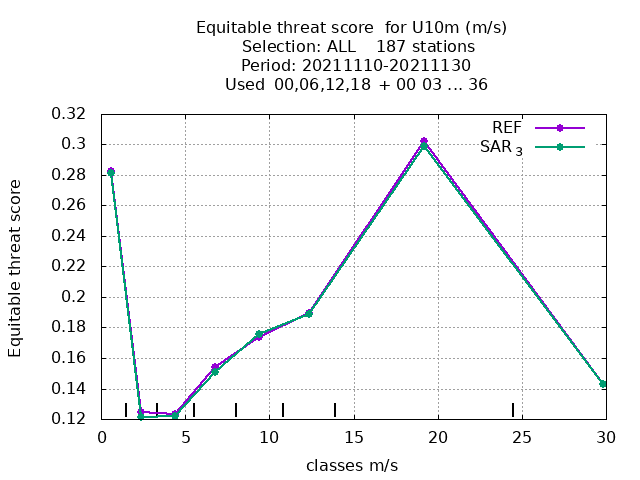 Equitable threat score  for U10m (m/s)
Selection: ALL    187 stations
Period: 20211110-20211130
Used  00,06,12,18  + 00 03 ... 36
REF
SAR 3
0.32
0.3
0.28
0.26
0.24
0.22
0.2
0.18
0.16
0.14
0.12
Equitable threat score
0 5 10 15 20 25 30
classes m/s